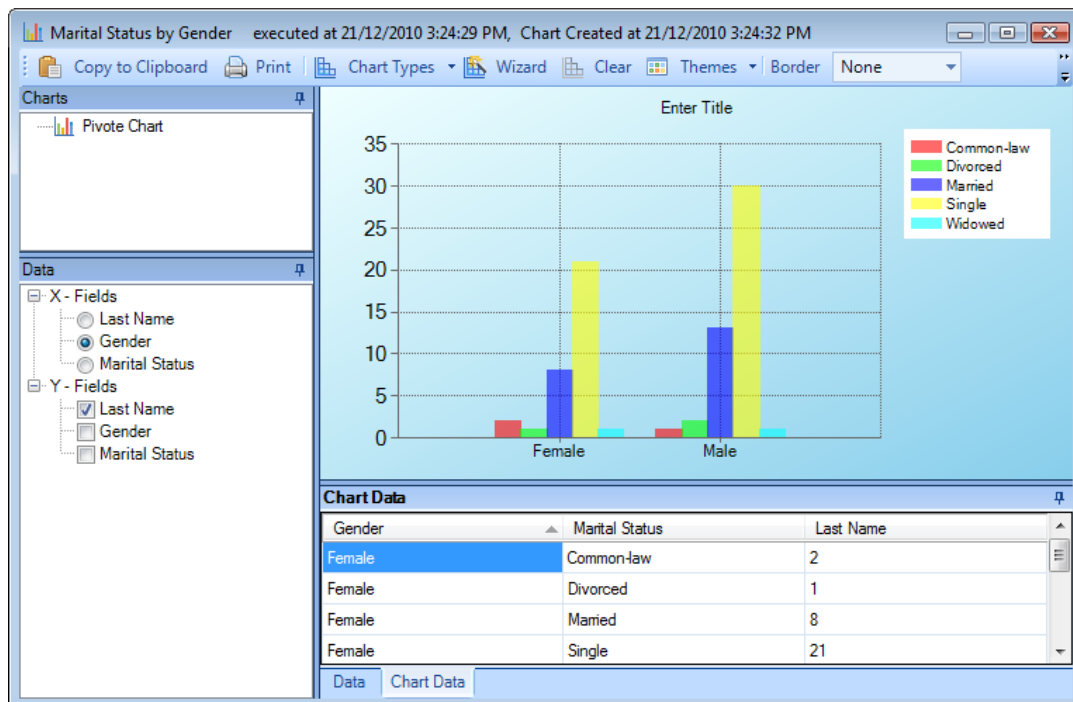 Marital Status by Gender executed at 21/12/2010 3:24:29 PM, Chart Created at 21/12/2010 3:24:32 PM
Copy to Clipboard Print Chart Types Wizard Clear Themes Border None
Charts
Pivote Chart
Data
X - Fields
Last Name
Gender
Marital Status
Y - Fields
Last Name
Gender
Marital Status
Enter Title
35
30
25
20
15
10
5
0
Female Male
Common-law
Divorced
Married
Single
Widowed
Chart Data
Gender Marital Status Last Name
Female Common-law 2
Female Divorced 1
Female Married 8
Female Single 21
Data Chart Data